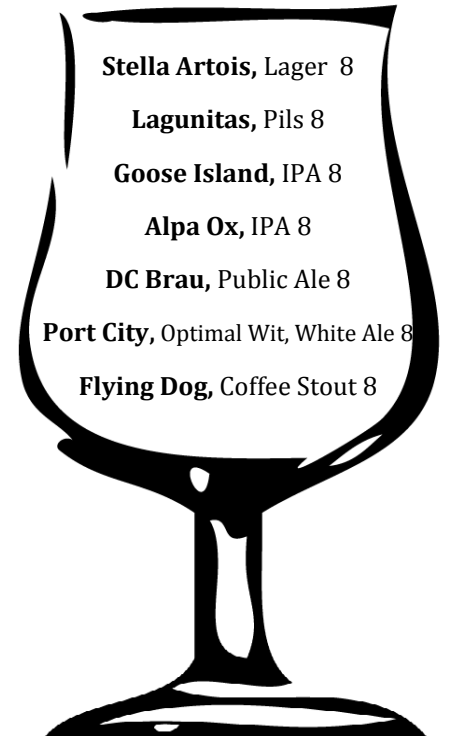 Stella Artois, Lager 8
Lagunitas, Pils 8
Goose Island, IPA 8
Alpa Ox, IPA 8
DC Brau, Public Ale 8
Port City, Optimal Wit, White Ale 8
Flying Dog, Coffee Stout 8